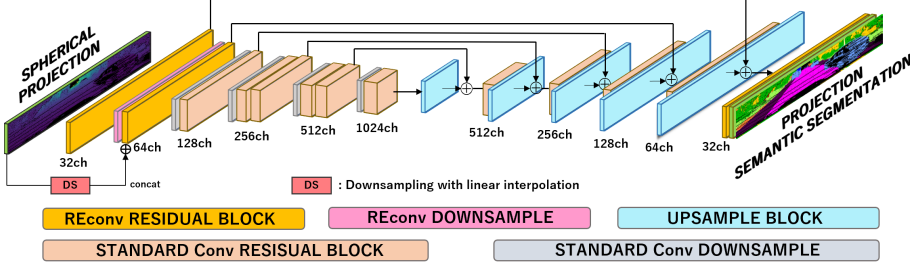 SPHERICAL
PROJECTION
32ch
64ch
128ch
256ch
512ch
1024ch
512ch
256ch
128ch
64ch
32ch
PROJECTION
SEMANTIC SEGMENTATION
DS
concat
DS : Downsampling with linear interpolation
REconv RESIDUAL BLOCK
REconv DOWNSAMPLE
UPSAMPLE BLOCK
STANDARD Conv RESISUAL BLOCK
STANDARD Conv DOWNSAMPLE